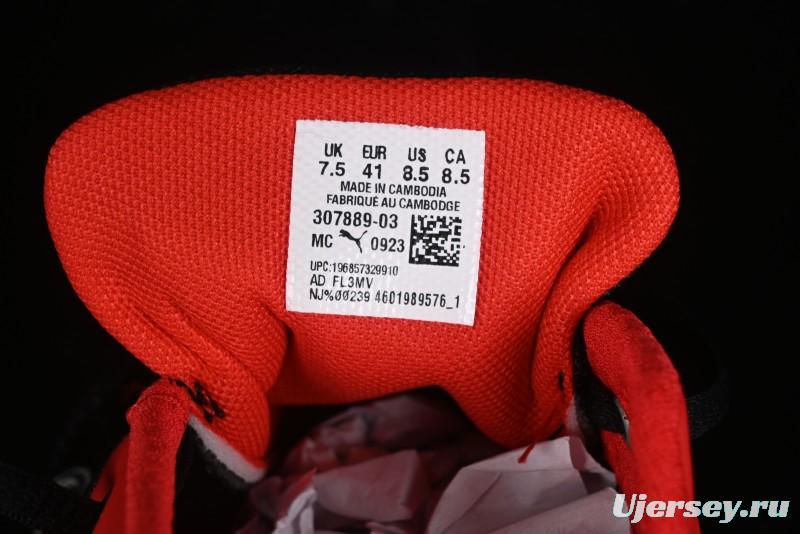 UK EUR US CA
7.5 41 8.5 8.5
MADE IN CAMBODIA
FABRIQUÉ AU CAMBODGE
307889-03
MC 0923
UPC:196857329910
AD FL3MV
NJ%00239 4601989576_1
Ujersey.ru